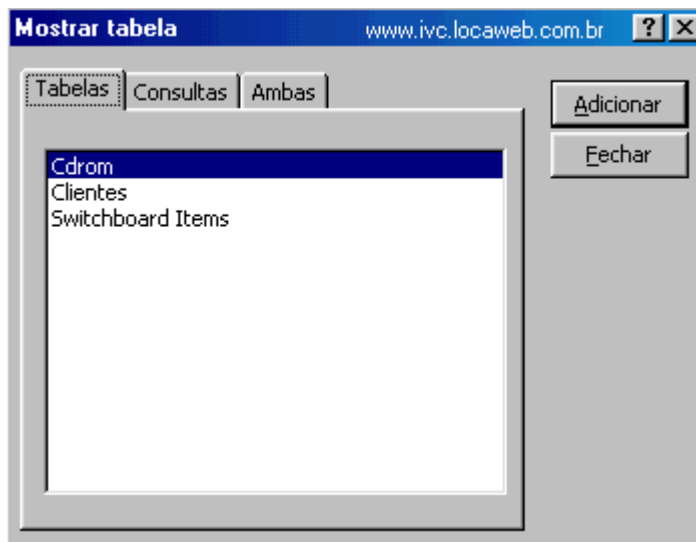 Mostrar tabela www.ivc.locaweb.com.br ? X
Tabelas Consultas Ambas
Adicionar
Fechar
Cdrom
Clientes
Switchboard Items